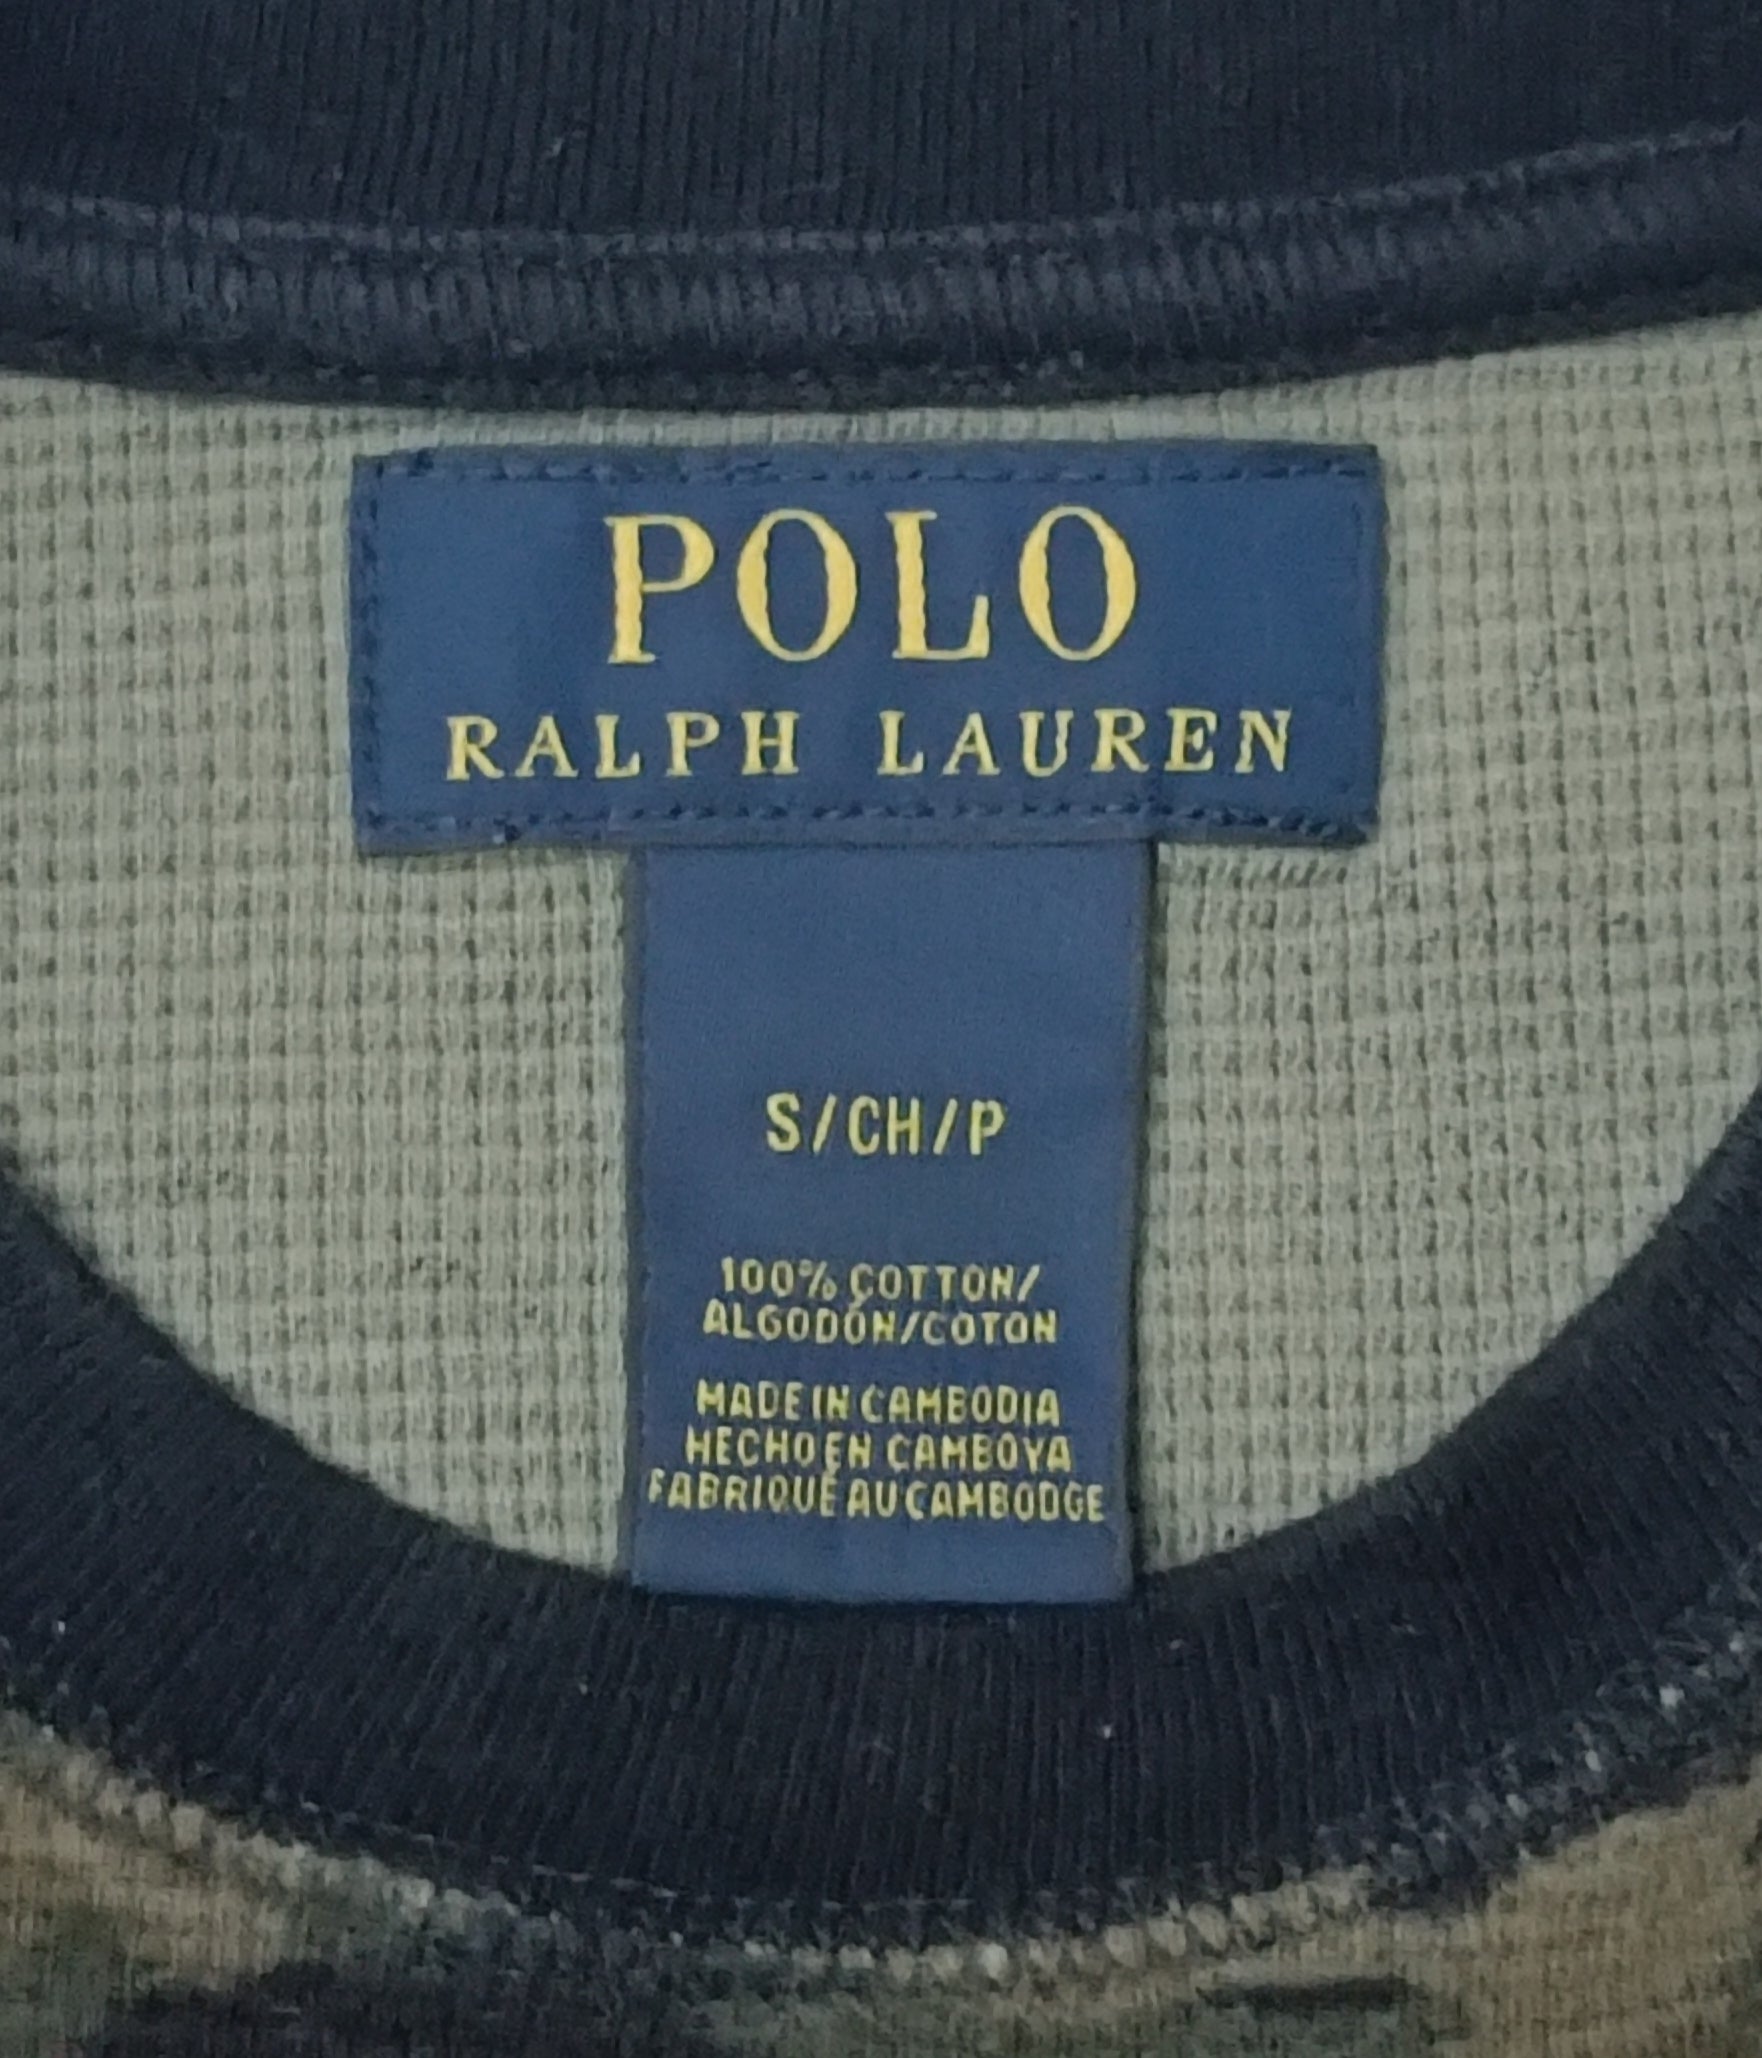 POLO
RALPH LAUREN
S/CH/P
100% COTTON/
ALGODÓN/COTON
MADE IN CAMBODIA
HECHO EN CAMBOYA
FABRIQUÉ AU CAMBODGE